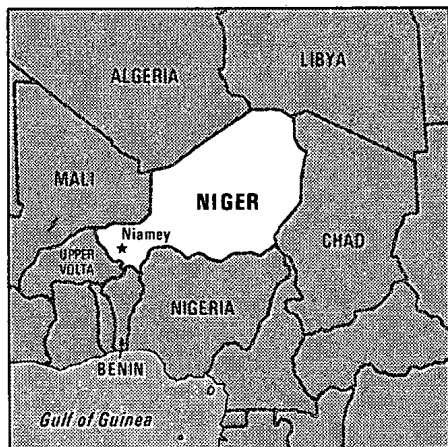 LIBYA
ALGERIA
MALI
NIGER
Niamey
CHAD
UPPER
VOLTA
NIGERIA
BENIN
Gulf of Guinea